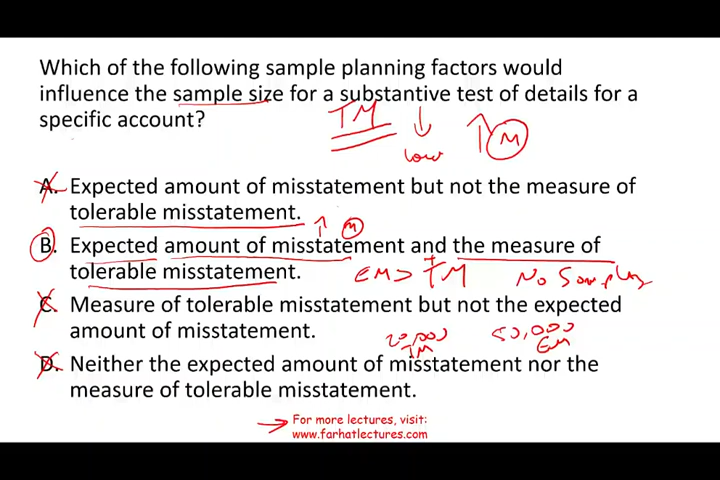 Which of the following sample planning factors would
influence the sample size for a substantive test of details for a
specific account?
TM
↓
↑ M
low
A. Expected amount of misstatement but not the measure of
tolerable misstatement.
↑ M
B. Expected amount of misstatement and the measure of
tolerable misstatement.
EM> TM No Sampling
C. Measure of tolerable misstatement but not the expected
amount of misstatement.
20,000 50,000
TM EM
D. Neither the expected amount of misstatement nor the
measure of tolerable misstatement.
→ For more lectures, visit:
www.farhatlectures.com